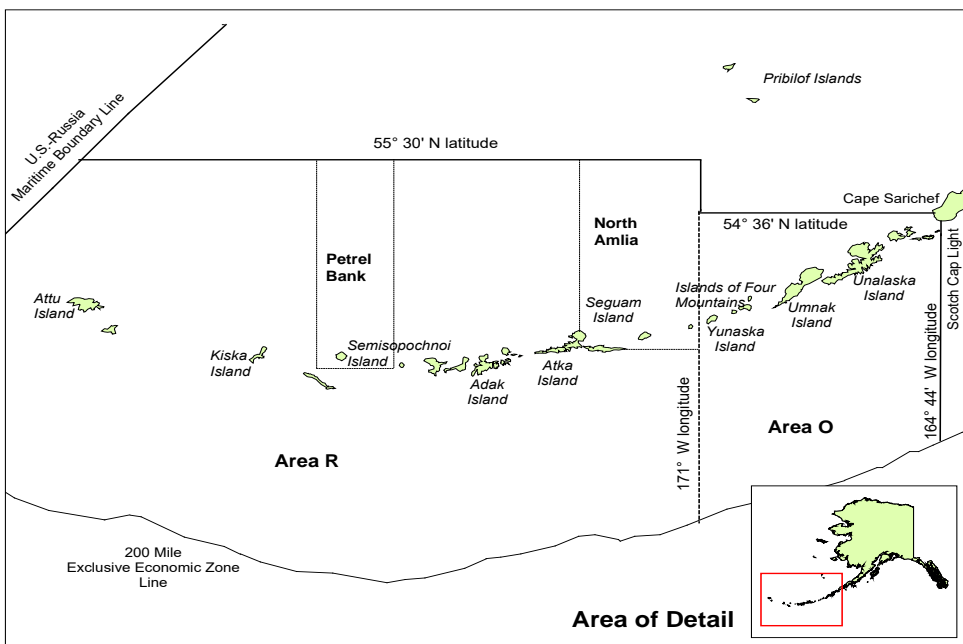 U.S.-Russia
Maritime Boundary Line
Pribilof Islands
55° 30' N latitude
Cape Sarichef
54° 36' N latitude
North
Amlia
Petrel
Bank
Scotch Cap Light
Attu
Island
Seguam
Island
Islands of Four
Mountains
Unalaska
Island
Umnak
Island
Yunaska
Island
Kiska
Island
Semisopochnoi
Island
Adak
Island
Atka
Island
164° 44' W longitude
171° W longitude
Area O
Area R
200 Mile
Exclusive Economic Zone
Line
Area of Detail